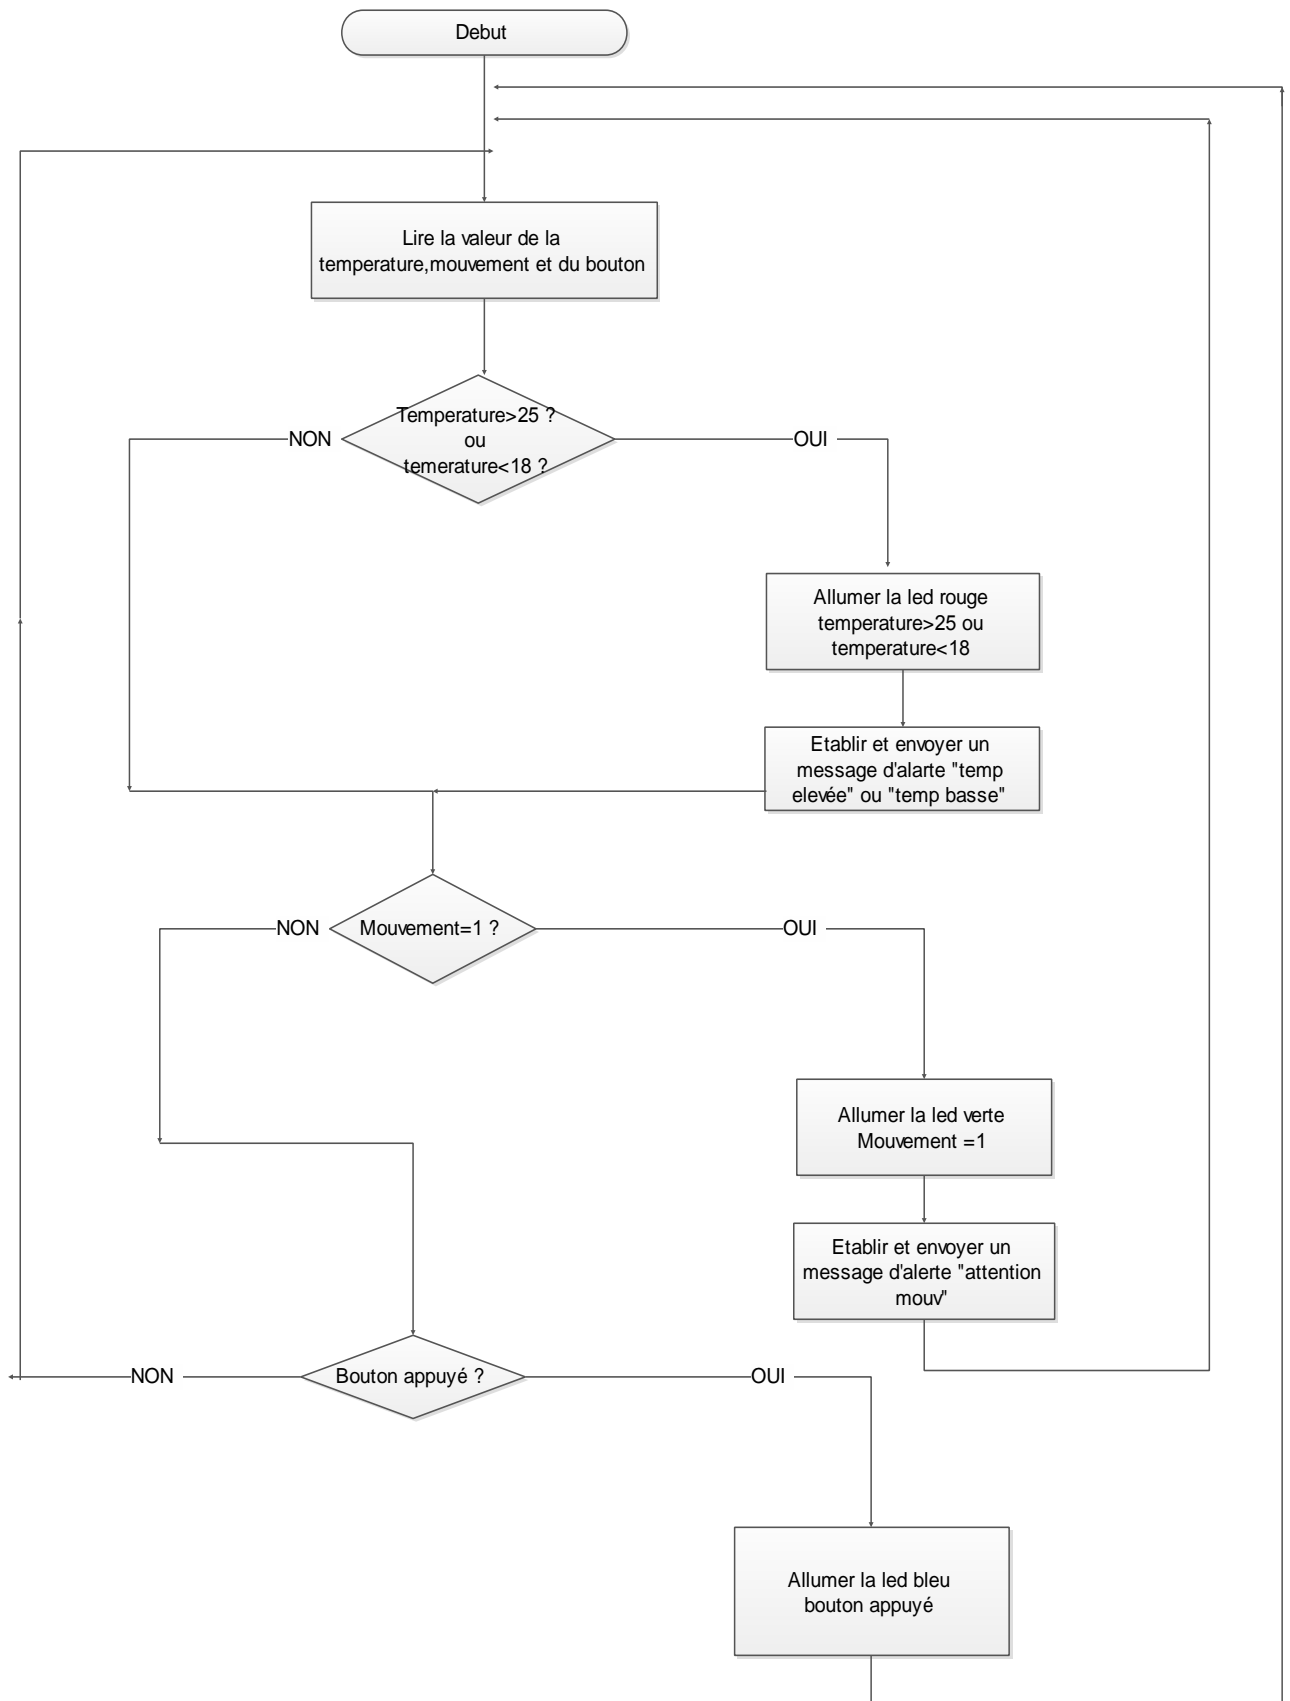 Debut
Lire la valeur de la
temperature,mouvement et du bouton
Temperature>25 ?
ou
temerature<18 ?
NON
OUI
Allumer la led rouge
temperature>25 ou
temperature<18
Etablir et envoyer un
message d'alarte "temp
elevée" ou "temp basse"
NON
Mouvement=1 ?
OUI
Allumer la led verte
Mouvement =1
Etablir et envoyer un
message d'alerte "attention
mouv"
NON
Bouton appuyé ?
OUI
Allumer la led bleu
bouton appuyé